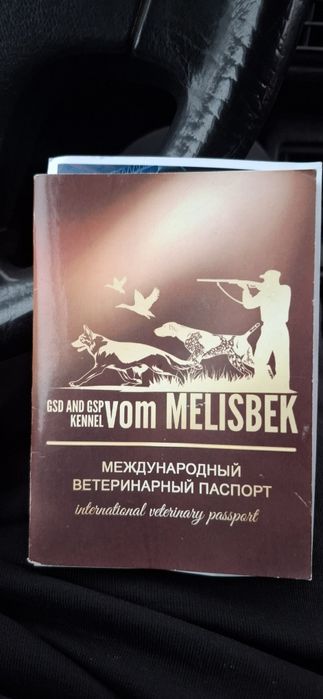 GSD AND GSP
KENNEL vom MELISBEK
МЕЖДУНАРОДНЫЙ
ВЕТЕРИНАРНЫЙ ПАСПОРТ
international veterinary passport